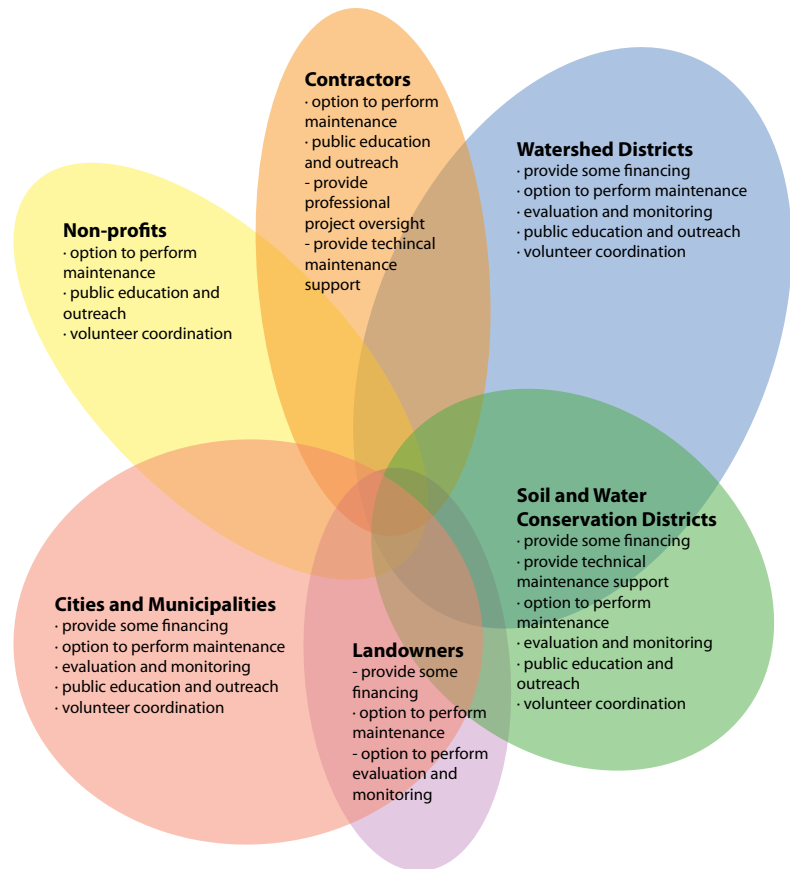 Contractors
· option to perform
maintenance
· public education
and outreach
- provide
professional
project oversight
- provide techincal
maintenance
support
Watershed Districts
· provide some financing
· option to perform maintenance
· evaluation and monitoring
· public education and outreach
· volunteer coordination
Non-profits
· option to perform
maintenance
· public education and
outreach
· volunteer coordination
Soil and Water
Conservation Districts
· provide some financing
· provide technical
maintenance support
· option to perform
maintenance
· evaluation and monitoring
· public education and
outreach
· volunteer coordination
Cities and Municipalities
· provide some financing
· option to perform maintenance
· evaluation and monitoring
· public education and outreach
· volunteer coordination
Landowners
- provide some
financing
· option to perform
maintenance
- option to perform
evaluation and
monitoring